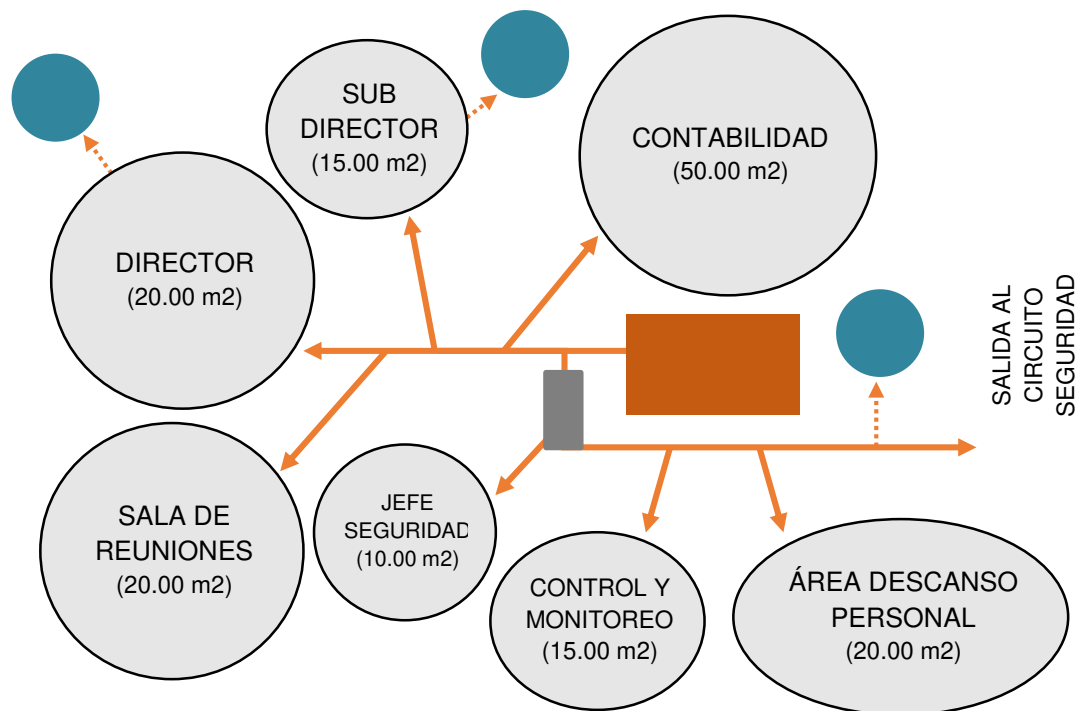 SUB
DIRECTOR
(15.00 m2)
CONTABILIDAD
(50.00 m2)
DIRECTOR
(20.00 m2)
SALIDA AL
CIRCUITO
SEGURIDAD
SALA DE
REUNIONES
(20.00 m2)
JEFE
SEGURIDAD
(10.00 m2)
CONTROL Y
MONITOREO
(15.00 m2)
ÁREA DESCANSO
PERSONAL
(20.00 m2)